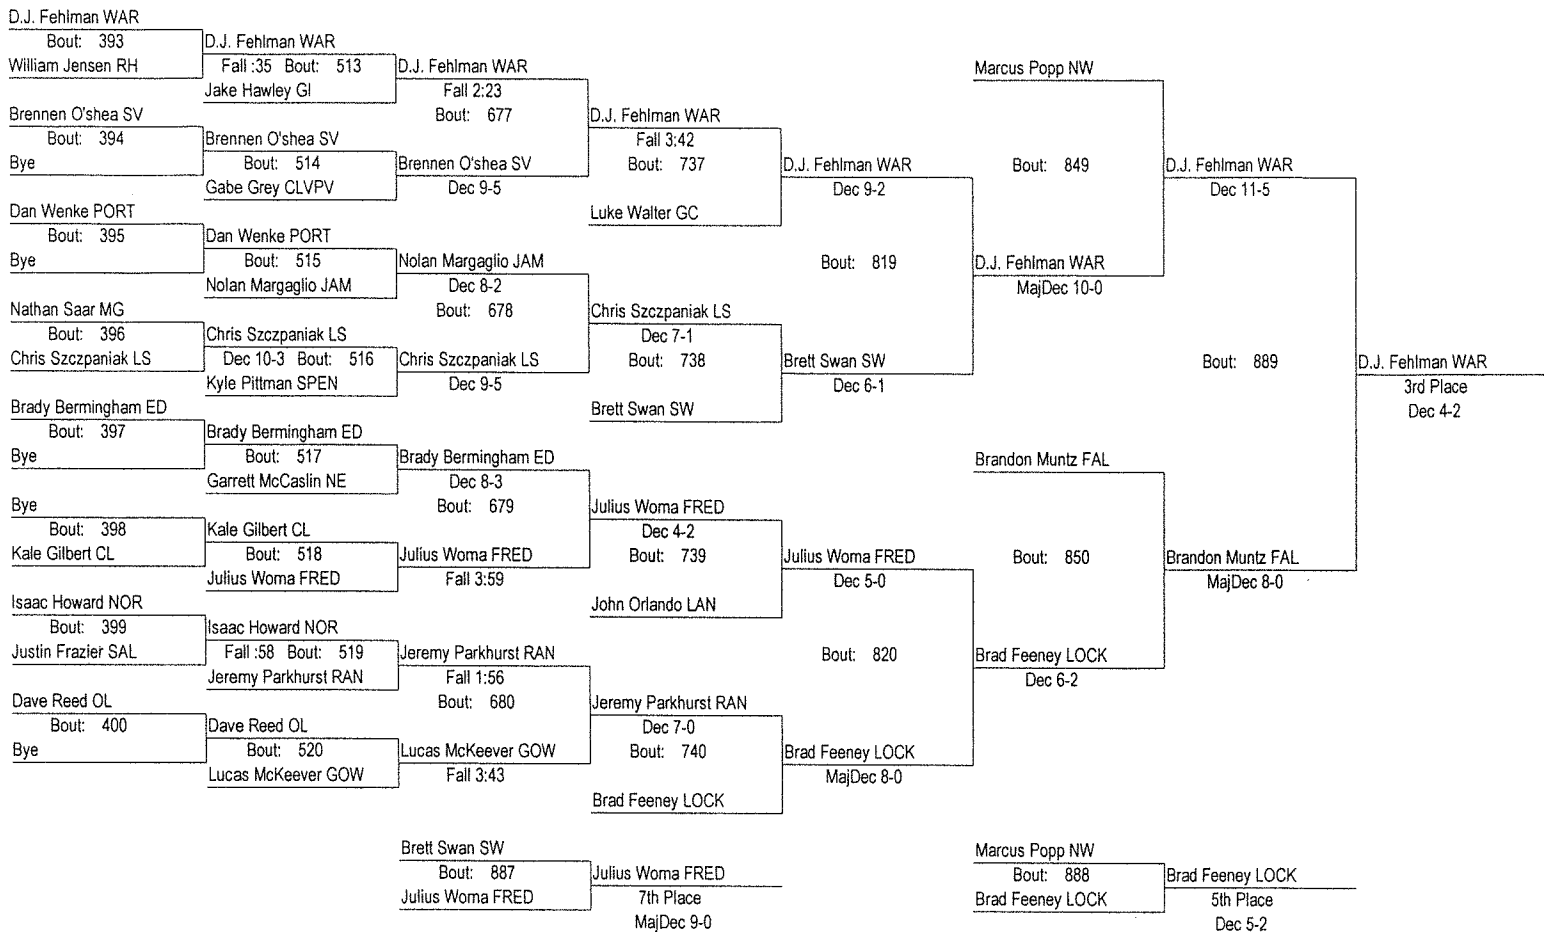 D.J. Fehlman WAR
Bout: 393
William Jensen RH
Brennen O'shea SV
Bout: 394
Bye
Dan Wenke PORT
Bout: 395
Bye
Nathan Saar MG
Bout: 396
Chris Szczpaniak LS
Brady Bermingham ED
Bout: 397
Bye
Bye
Bout: 398
Kale Gilbert CL
Isaac Howard NOR
Bout: 399
Justin Frazier SAL
Dave Reed OL
Bout: 400
Bye
D.J. Fehlman WAR
Fall :35 Bout: 513
Jake Hawley GI
Brennen O'shea SV
Bout: 514
Gabe Grey CLVPV
Dan Wenke PORT
Bout: 515
Nolan Margaglio JAM
Chris Szczpaniak LS
Dec 10-3 Bout: 516
Kyle Pittman SPEN
Brady Bermingham ED
Bout: 517
Garrett McCaslin NE
Kale Gilbert CL
Bout: 518
Julius Woma FRED
Isaac Howard NOR
Fall :58 Bout: 519
Jeremy Parkhurst RAN
Dave Reed OL
Bout: 520
Lucas McKeever GOW
D.J. Fehlman WAR
Fall 2:23
Bout: 677
Brennen O'shea SV
Dec 9-5
Nolan Margaglio JAM
Dec 8-2
Bout: 678
Chris Szczpaniak LS
Dec 9-5
Brady Bermingham ED
Dec 8-3
Bout: 679
Julius Woma FRED
Fall 3:59
Jeremy Parkhurst RAN
Fall 1:56
Bout: 680
Lucas McKeever GOW
Fall 3:43
D.J. Fehlman WAR
Fall 3:42
Bout: 737
Luke Walter GC
Chris Szczpaniak LS
Dec 7-1
Bout: 738
Brett Swan SW
Julius Woma FRED
Dec 4-2
Bout: 739
John Orlando LAN
Jeremy Parkhurst RAN
Dec 7-0
Bout: 740
Brad Feeney LOCK
D.J. Fehlman WAR
Dec 9-2
Bout: 819
Brett Swan SW
Dec 6-1
Julius Woma FRED
Dec 5-0
Bout: 820
Brad Feeney LOCK
MajDec 8-0
Marcus Popp NW
Bout: 849
D.J. Fehlman WAR
MajDec 10-0
Brandon Muntz FAL
Bout: 850
Brad Feeney LOCK
Dec 6-2
D.J. Fehlman WAR
Dec 11-5
Bout: 889
Brandon Muntz FAL
MajDec 8-0
D.J. Fehlman WAR
3rd Place
Dec 4-2
Brett Swan SW
Bout: 887
Julius Woma FRED
Julius Woma FRED
7th Place
MajDec 9-0
Marcus Popp NW
Bout: 888
Brad Feeney LOCK
Brad Feeney LOCK
5th Place
Dec 5-2